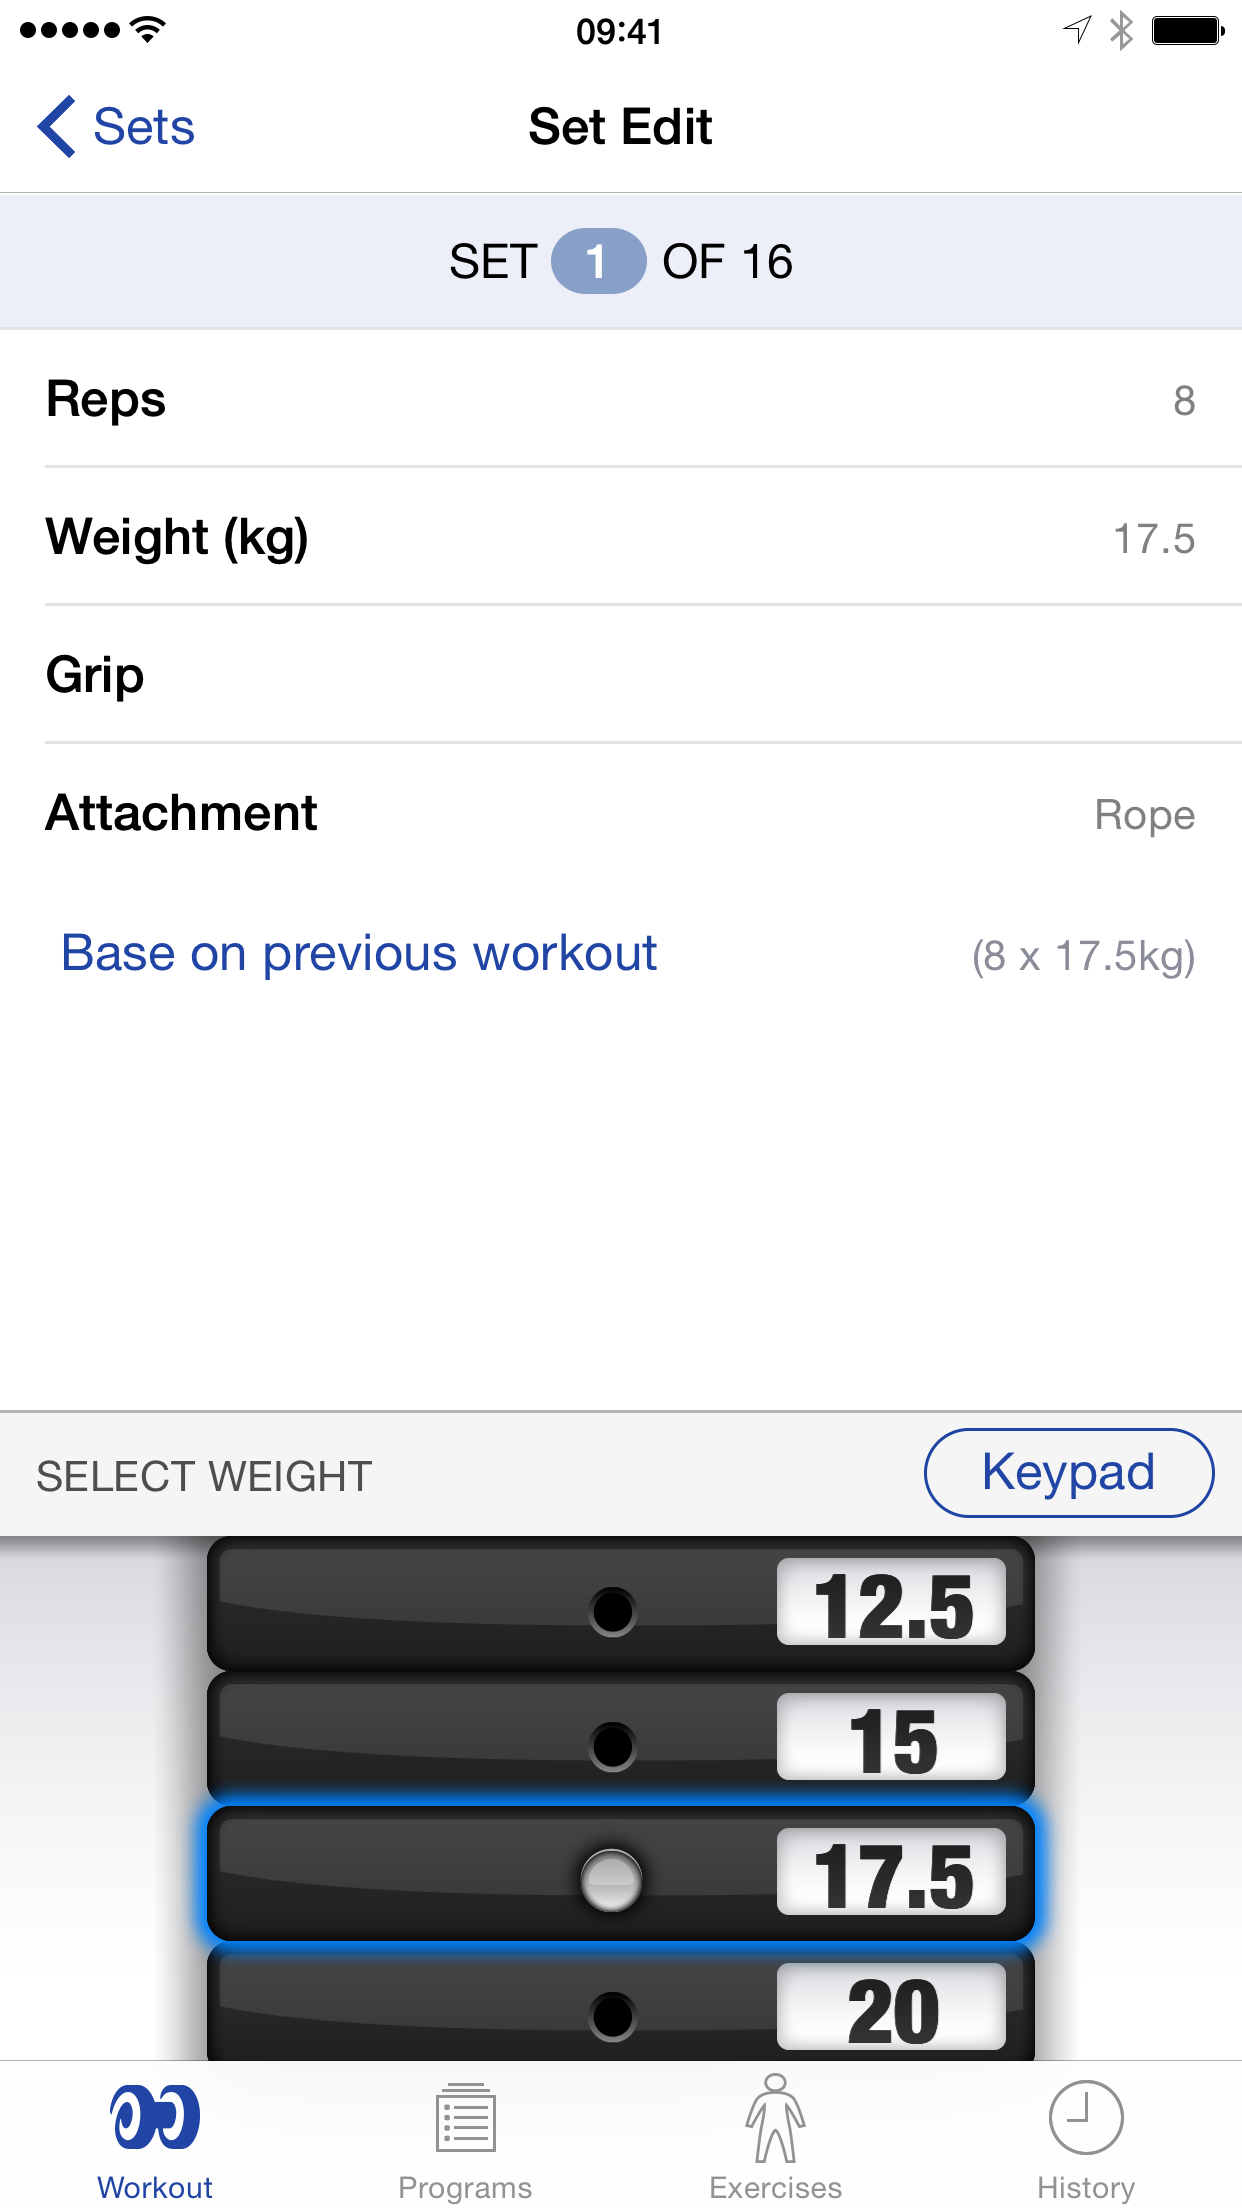 09:41
Sets
Set Edit
SET 1 OF 16
Reps 8
Weight (kg) 17.5
Grip
Attachment Rope
Base on previous workout (8 x 17.5kg)
SELECT WEIGHT Keypad
12.5
15
17.5
20
Workout Programs Exercises History